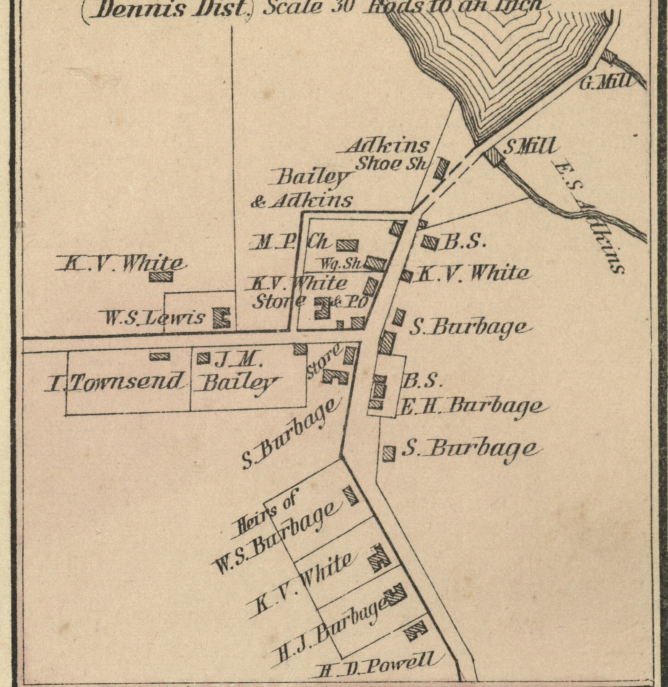 (Dennis Dist.) Scale 30 Rods to an Inch
G. Mill
S. Mill
Adkins
Shoe Sh
E. S. Adkins
Bailey
& Adkins
M. P. Ch
B. S.
Wg. Sh.
K. V. White
K. V. White
K. V. White
Store & P.O
W. S. Lewis
S. Burbage
Store
J. M.
Bailey
I. Townsend
B. S.
E. H. Burbage
S. Burbage
S. Burbage
Heirs of
W. S. Burbage
K. V. White
H. J. Burbage
H. D. Powell